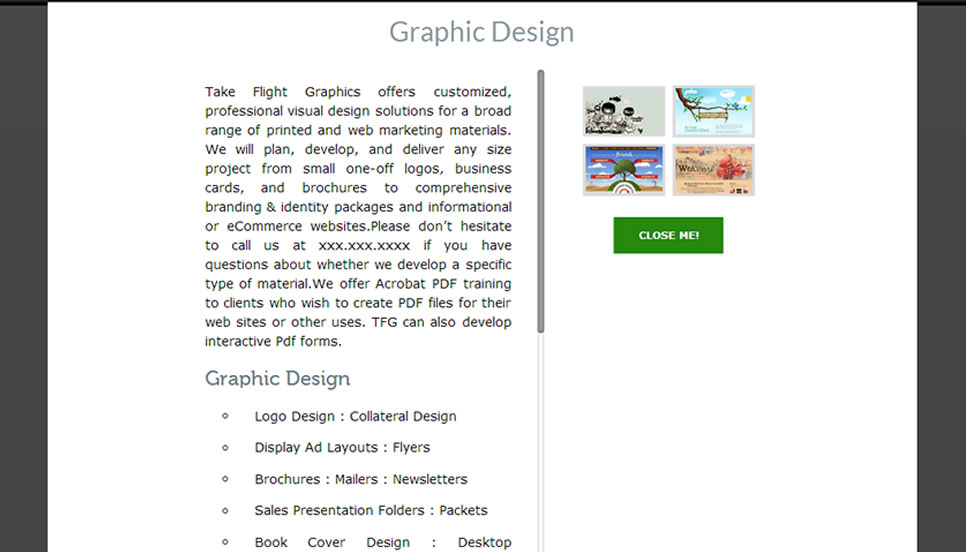 Graphic Design
Take Flight Graphics offers customized,
professional visual design solutions for a broad
range of printed and web marketing materials.
We will plan, develop, and deliver any size
project from small one-off logos, business
cards, and brochures to comprehensive
branding & identity packages and informational
or eCommerce websites.Please don’t hesitate
to call us at xxx.xxx.xxxx if you have
questions about whether we develop a specific
type of material.We offer Acrobat PDF training
to clients who wish to create PDF files for their
web sites or other uses. TFG can also develop
interactive Pdf forms.
Graphic Design
Logo Design : Collateral Design
Display Ad Layouts : Flyers
Brochures : Mailers : Newsletters
Sales Presentation Folders : Packets
Book Cover Design : Desktop
Welcome
CLOSE ME!